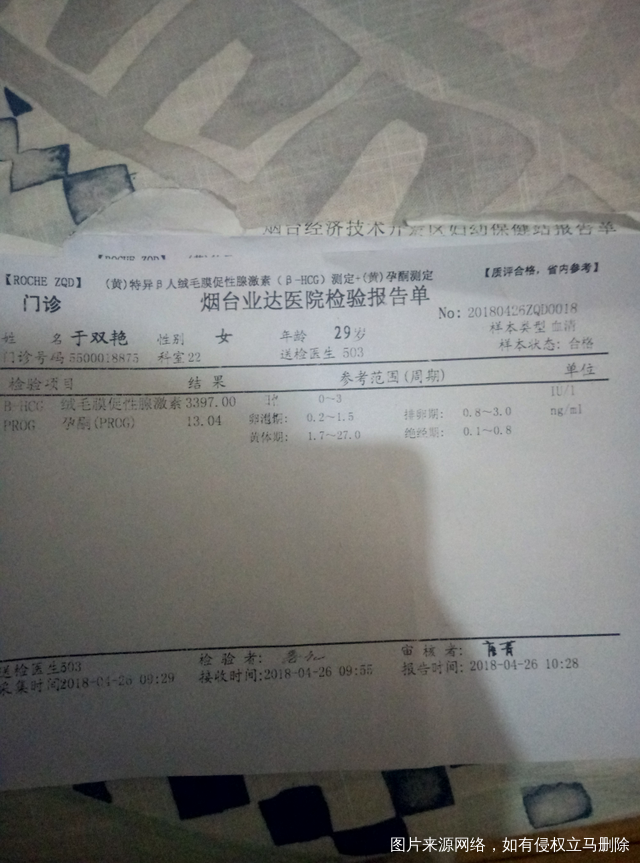 烟台经济技术开发区妇幼保健站报告单
【ROCHE ZQD】 (黄)特异β人绒毛膜促性腺激素（β-HCG）测定+(黄)孕酮测定 【质评合格，省内参考】
门诊 烟台业达医院检验报告单 No: 20180426ZQD0018
姓 名 于双艳 性别 女 年龄 29岁 样本类型 血清
门诊号码 5500018875 科室 22 送检医生 503 样本状态: 合格
检验项目 结 果 参考范围(周期) 单位
B-HCG 绒毛膜促性腺激素 3397.00 0~3 IU/l
PROG 孕酮(PROG) 13.04 卵泡期: 0.2~1.5 排卵期: 0.8~3.0 ng/ml
黄体期: 1.7~27.0 绝经期: 0.1~0.8
送检医生503 检 验 者: 审 核 者:
采集时间2018-04-26 09:29 接收时间:2018-04-26 09:55 报告时间: 2018-04-26 10:28
图片来源网络，如有侵权立马删除